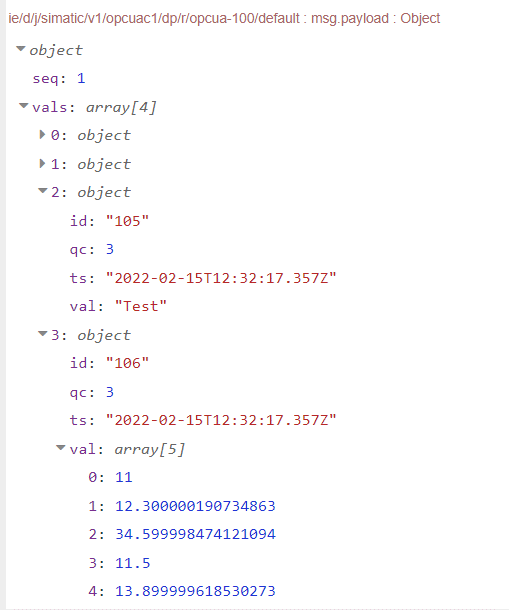 ie/d/j/simatic/v1/opcuac1/dp/r/opcua-100/default : msg.payload : Object
object
seq: 1
vals: array[4]
0: object
1: object
2: object
id: "105"
qc: 3
ts: "2022-02-15T12:32:17.357Z"
val: "Test"
3: object
id: "106"
qc: 3
ts: "2022-02-15T12:32:17.357Z"
val: array[5]
0: 11
1: 12.300000190734863
2: 34.599998474121094
3: 11.5
4: 13.899999618530273